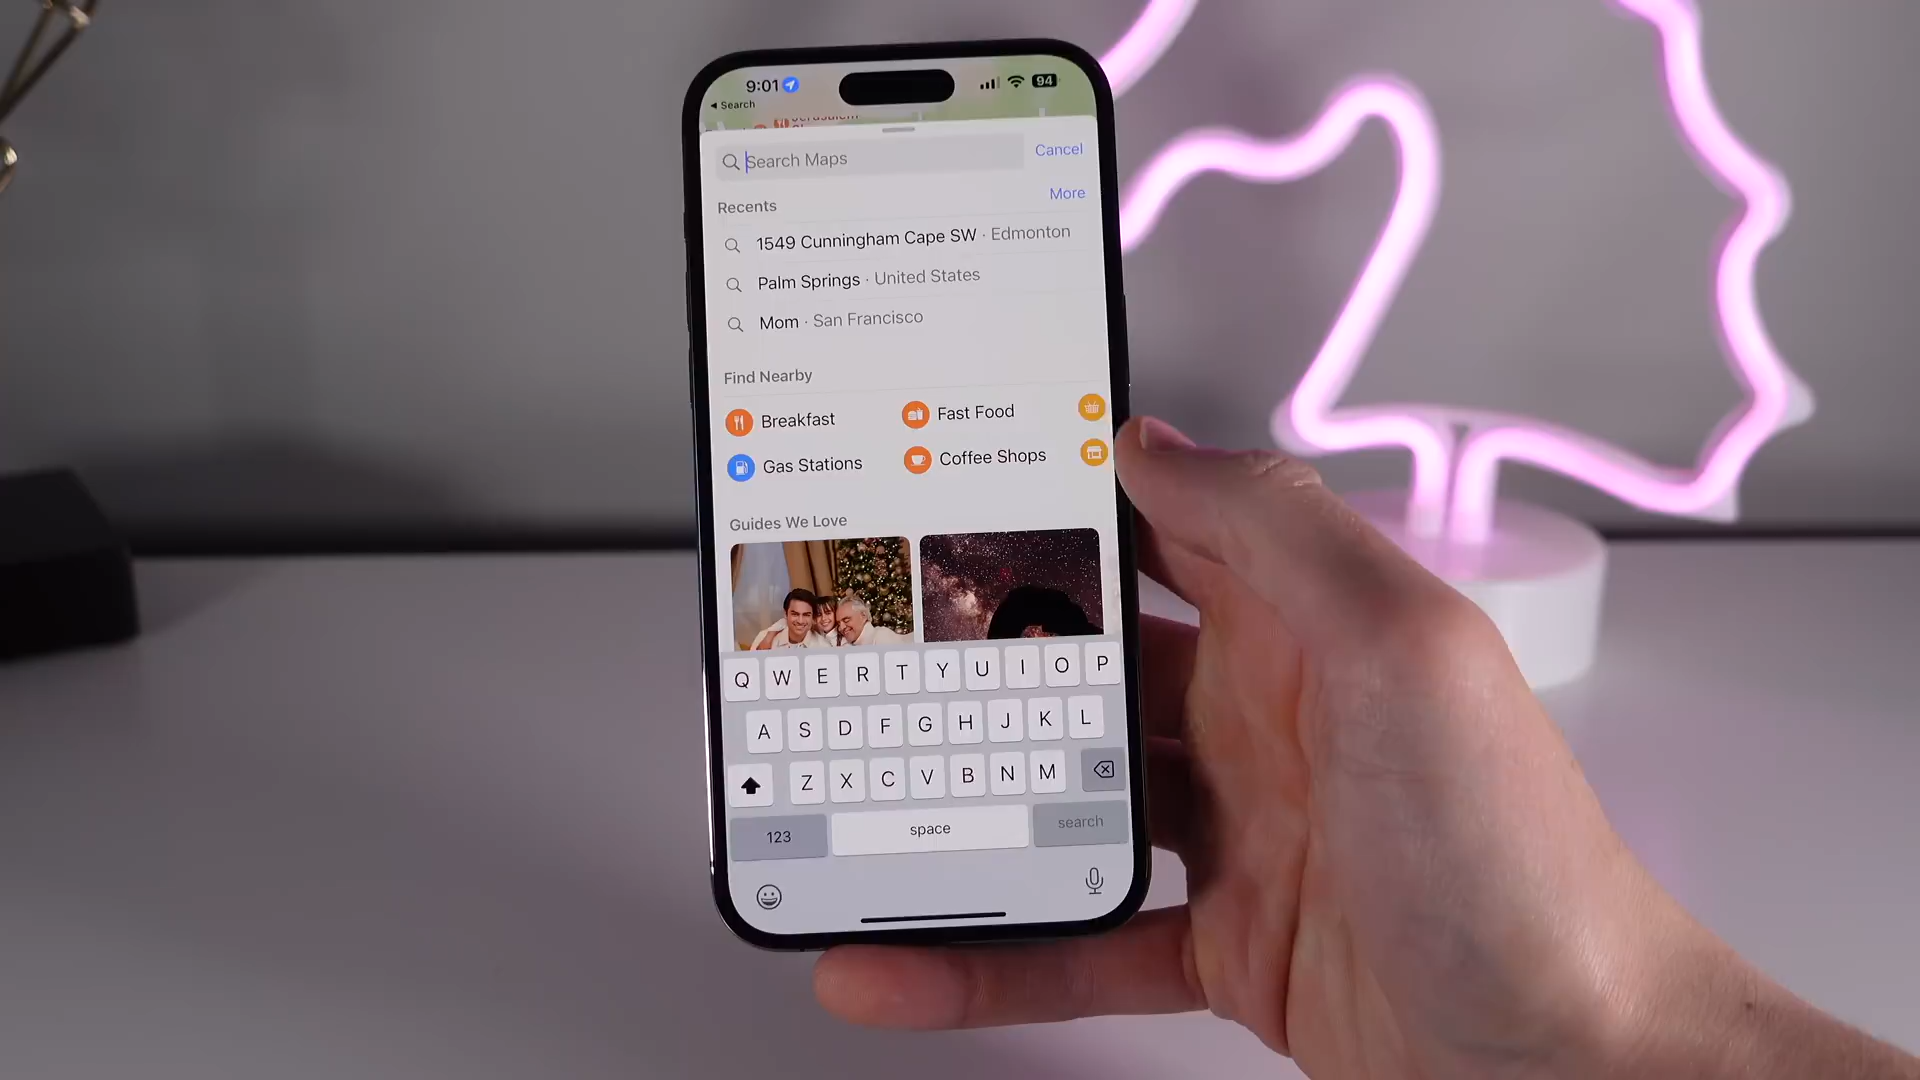 9:01 94
Search
Search Maps Cancel
Recents More
1549 Cunningham Cape SW · Edmonton
Palm Springs · United States
Mom · San Francisco
Find Nearby
Breakfast Fast Food
Gas Stations Coffee Shops
Guides We Love
Q W E R T Y U I O P
A S D F G H J K L
Z X C V B N M
123 space search